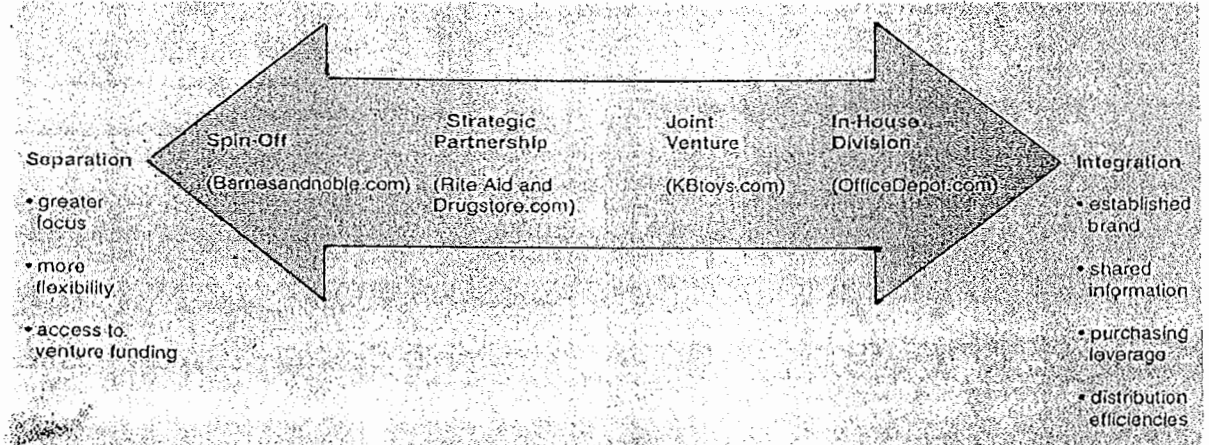 Separation
• greater
focus
• more
flexibility
• access to
venture funding
Spin-Off
(Barnesandnoble.com)
Strategic
Partnership
(Rite Aid and
Drugstore.com)
Joint
Venture
(KBtoys.com)
In-House
Division
(OfficeDepot.com)
Integration
• established
brand
• shared
information
• purchasing
leverage
• distribution
efficiencies